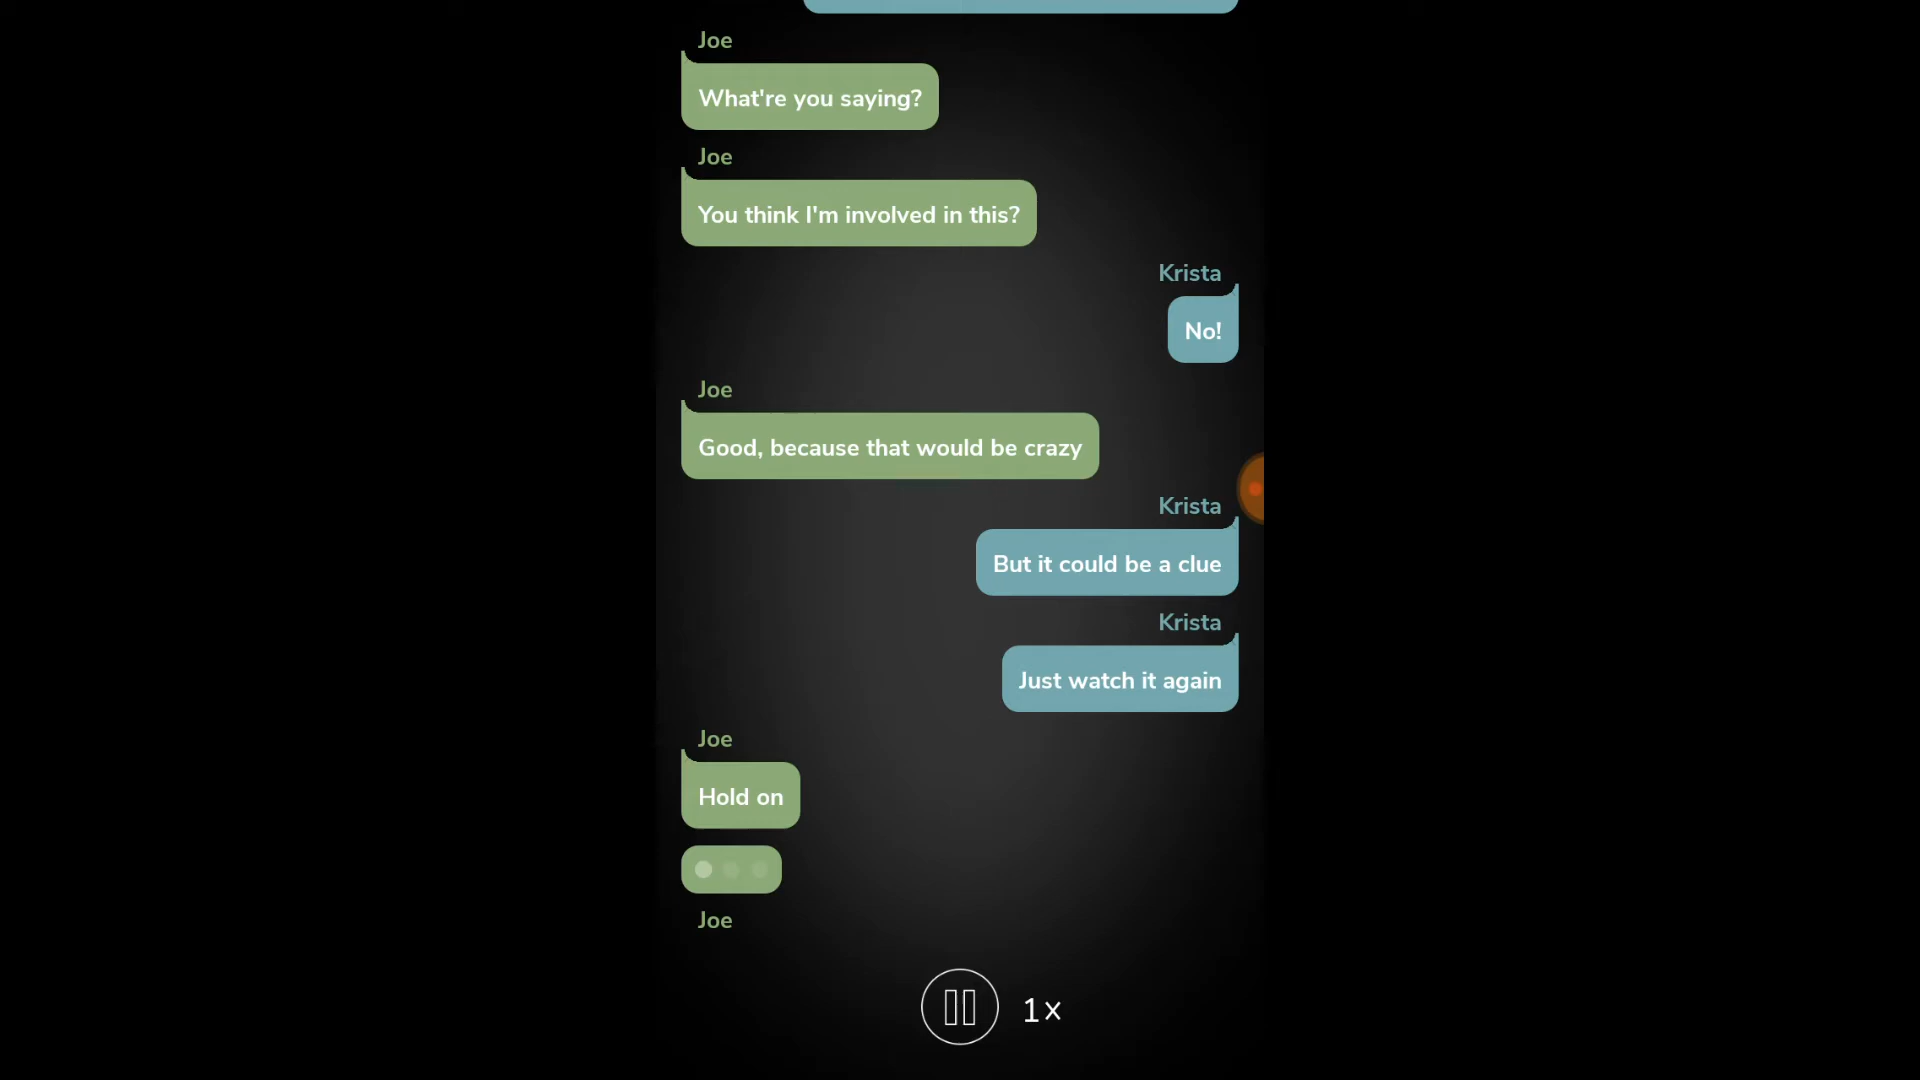 Joe
What're you saying?
Joe
You think I'm involved in this?
Krista
No!
Joe
Good, because that would be crazy
Krista
But it could be a clue
Krista
Just watch it again
Joe
Hold on
Joe
1x